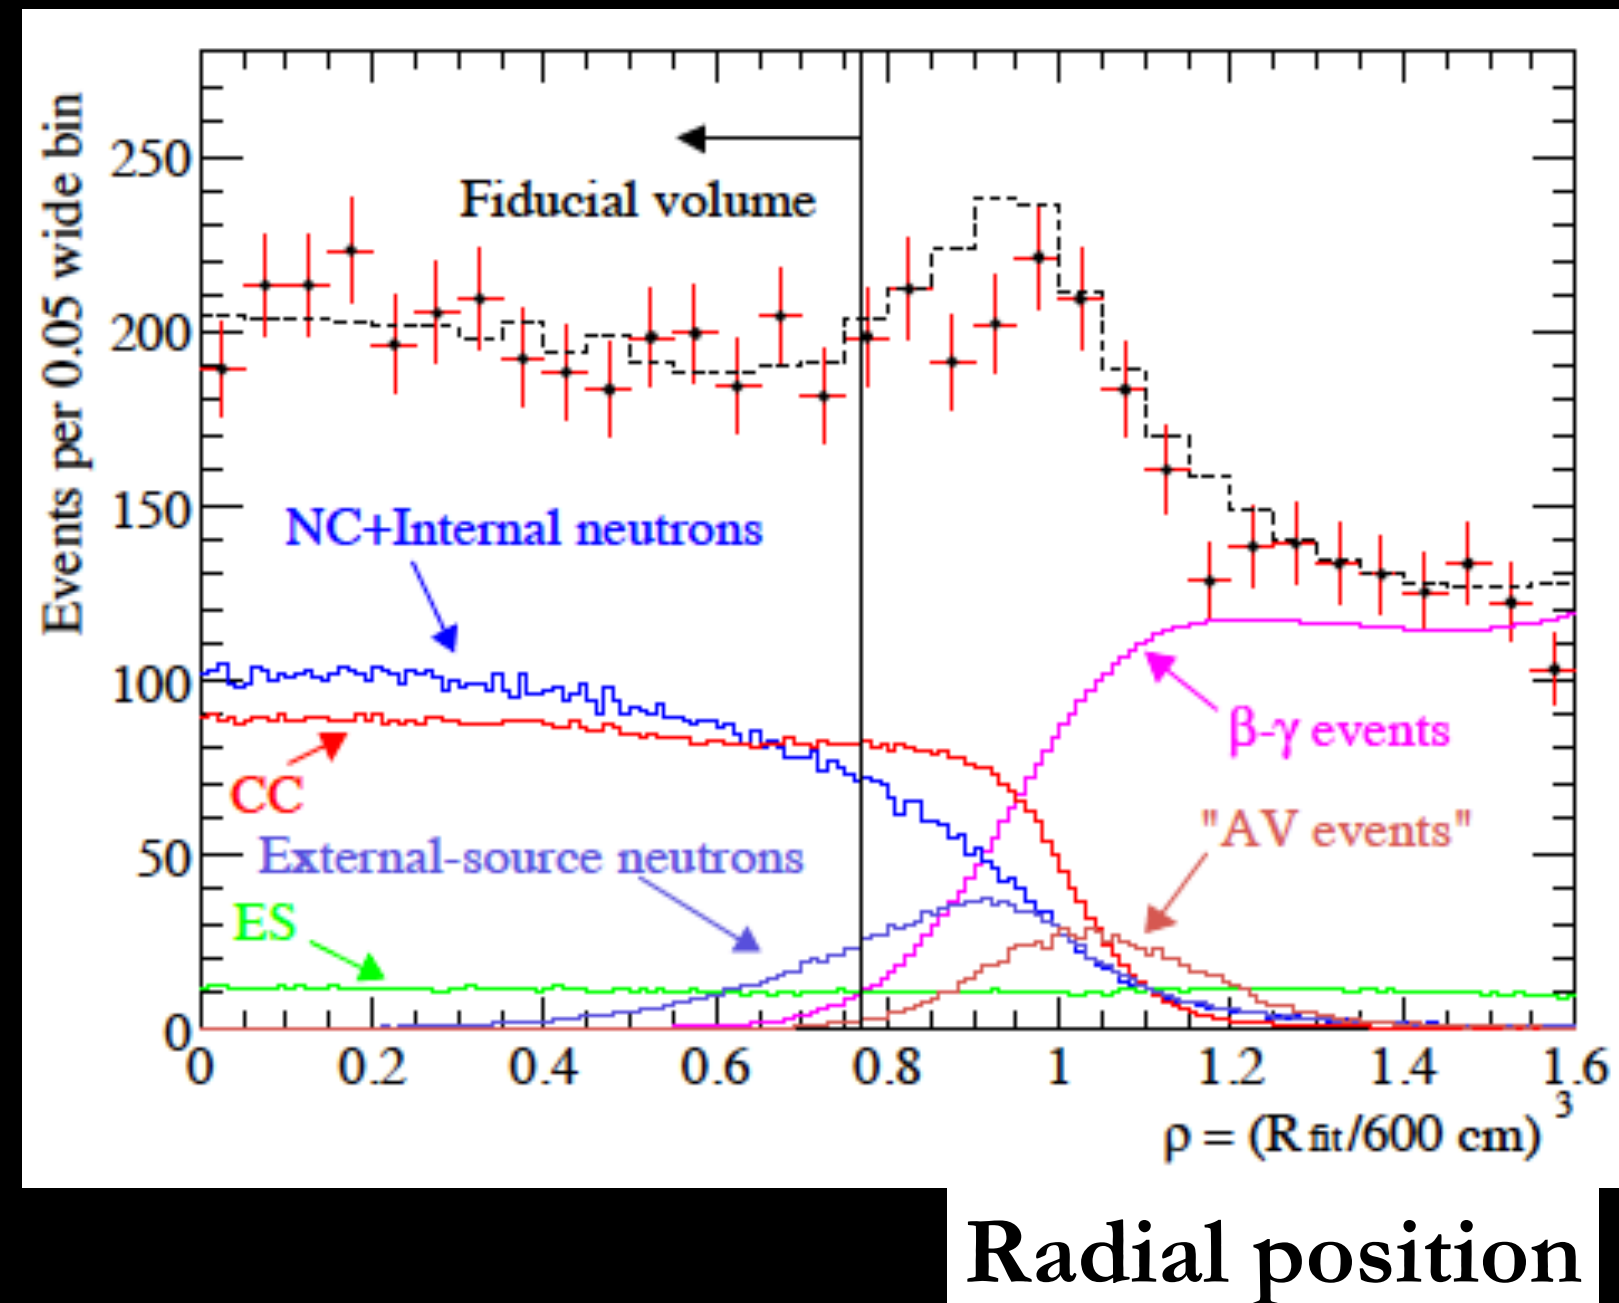 Events per 0.05 wide bin
250
200
150
100
50
0
Fiducial volume
NC+Internal neutrons
CC
External-source neutrons
ES
β-γ events
"AV events"
0 0.2 0.4 0.6 0.8 1 1.2 1.4 1.6
ρ = (Rfit/600 cm)³
Radial position